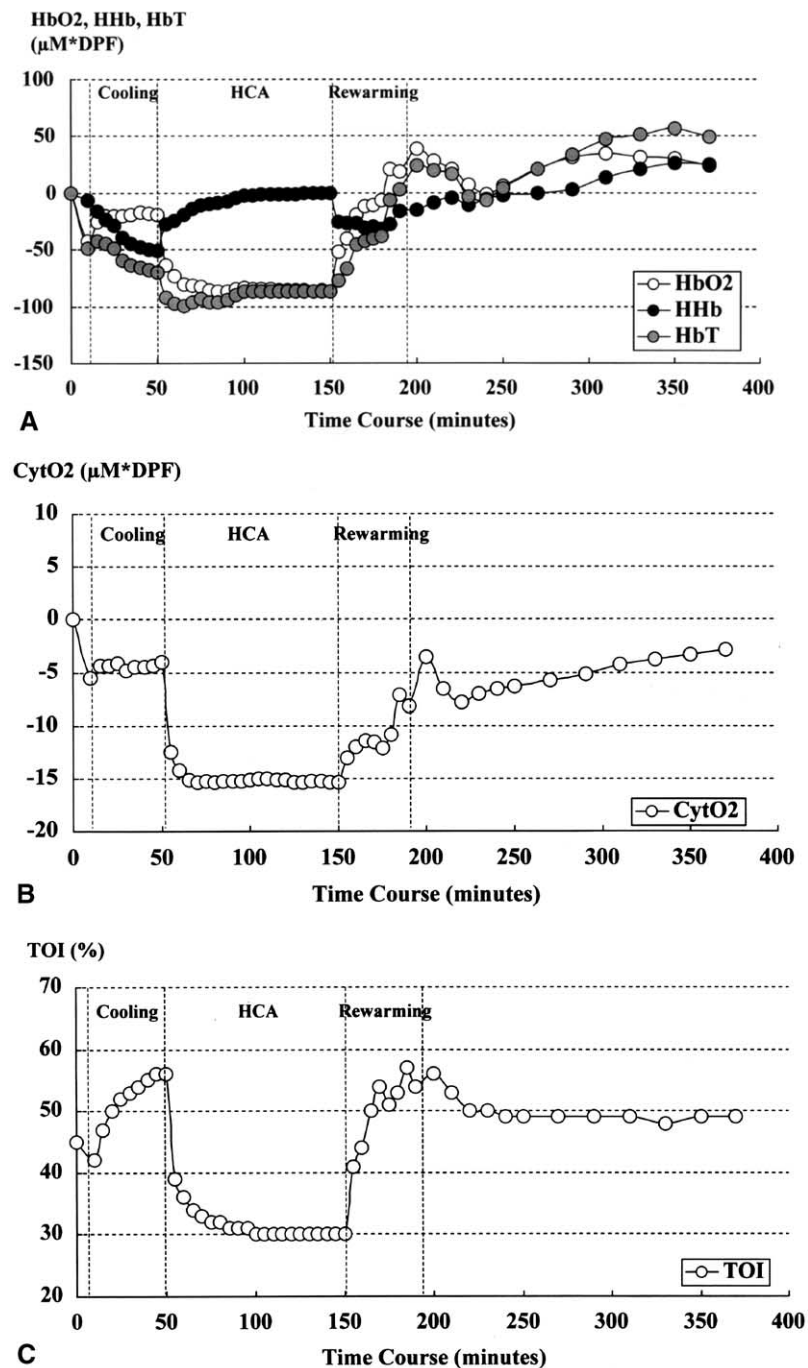 HbO2, HHb, HbT
(μM*DPF)
100
50
0
-50
-100
-150
Cooling
HCA
Rewarming
HbO2
HHb
HbT
0 50 100 150 200 250 300 350 400
A
Time Course (minutes)
CytO2 (μM*DPF)
10
5
0
-5
-10
-15
-20
Cooling
HCA
Rewarming
CytO2
0 50 100 150 200 250 300 350 400
B
Time Course (minutes)
TOI (%)
70
60
50
40
30
20
Cooling
HCA
Rewarming
TOI
0 50 100 150 200 250 300 350 400
C
Time Course (minutes)